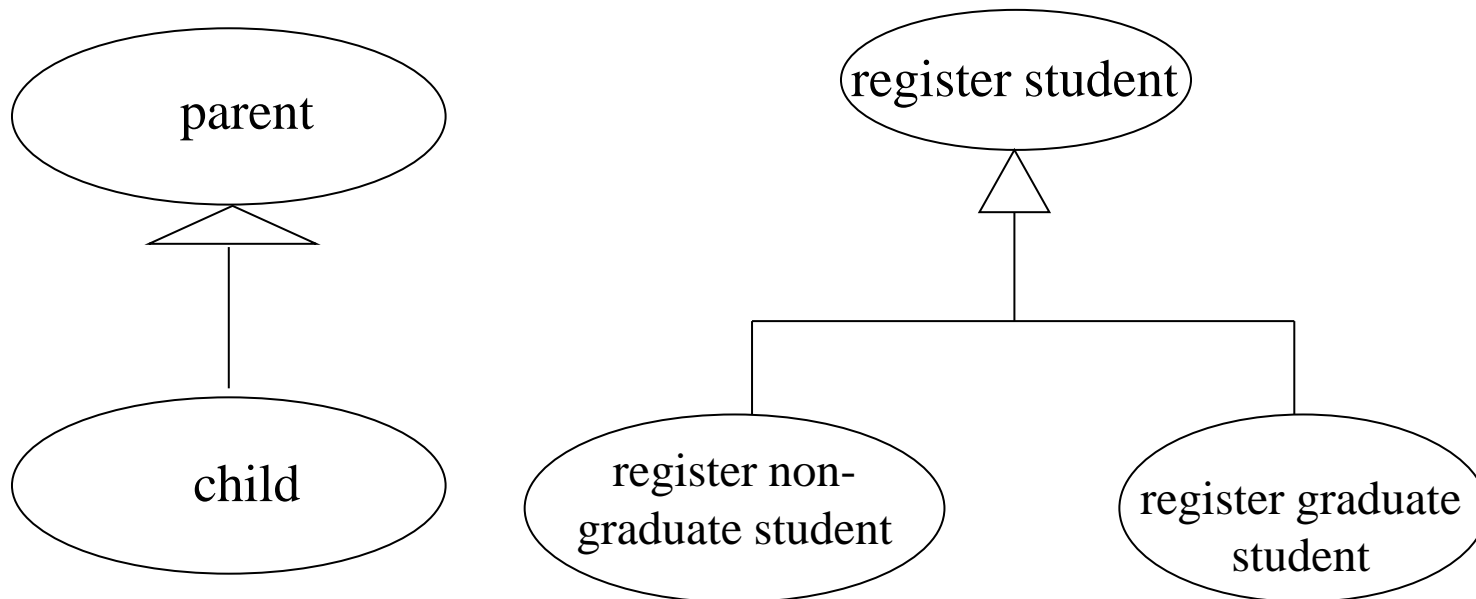 parent
child
register student
register non-
graduate student
register graduate
student